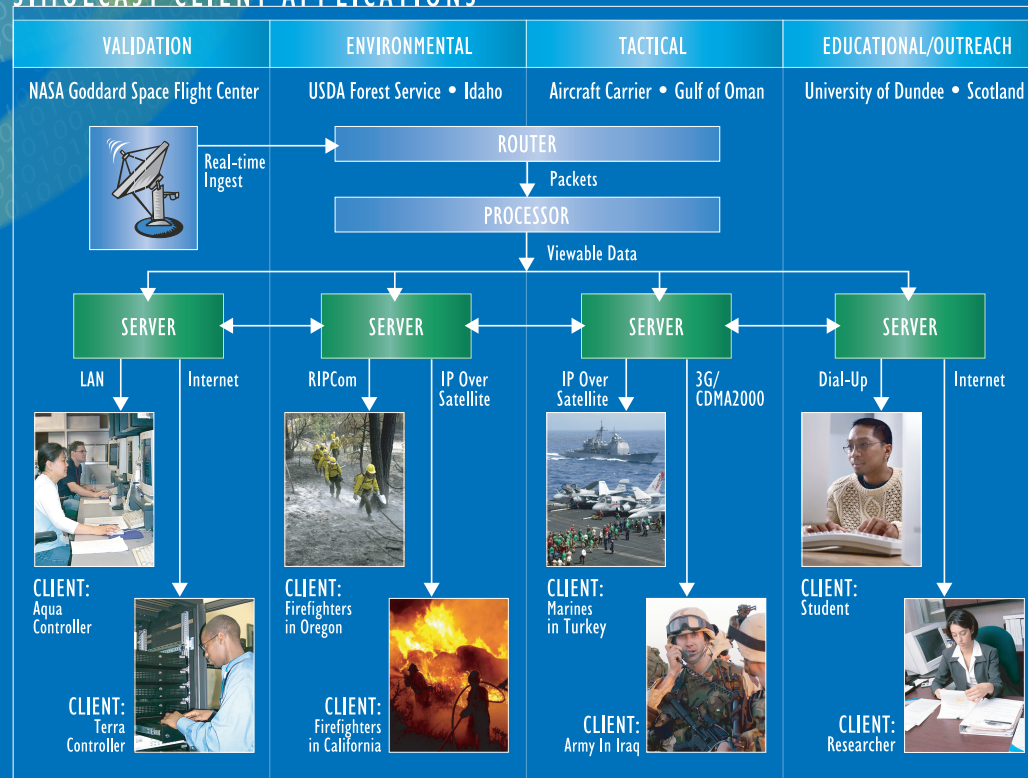 SIMULCAST CLIENT APPLICATIONS
VALIDATION
ENVIRONMENTAL
TACTICAL
EDUCATIONAL/OUTREACH
NASA Goddard Space Flight Center
USDA Forest Service • Idaho
Aircraft Carrier • Gulf of Oman
University of Dundee • Scotland
Real-time
Ingest
ROUTER
Packets
PROCESSOR
Viewable Data
SERVER
SERVER
SERVER
SERVER
LAN
Internet
RIPCom
IP Over
Satellite
IP Over
Satellite
3G/
CDMA2000
Dial-Up
Internet
CLIENT:
Aqua
Controller
CLIENT:
Firefighters
in Oregon
CLIENT:
Marines
in Turkey
CLIENT:
Student
CLIENT:
Terra
Controller
CLIENT:
Firefighters
in California
CLIENT:
Army In Iraq
CLIENT:
Researcher